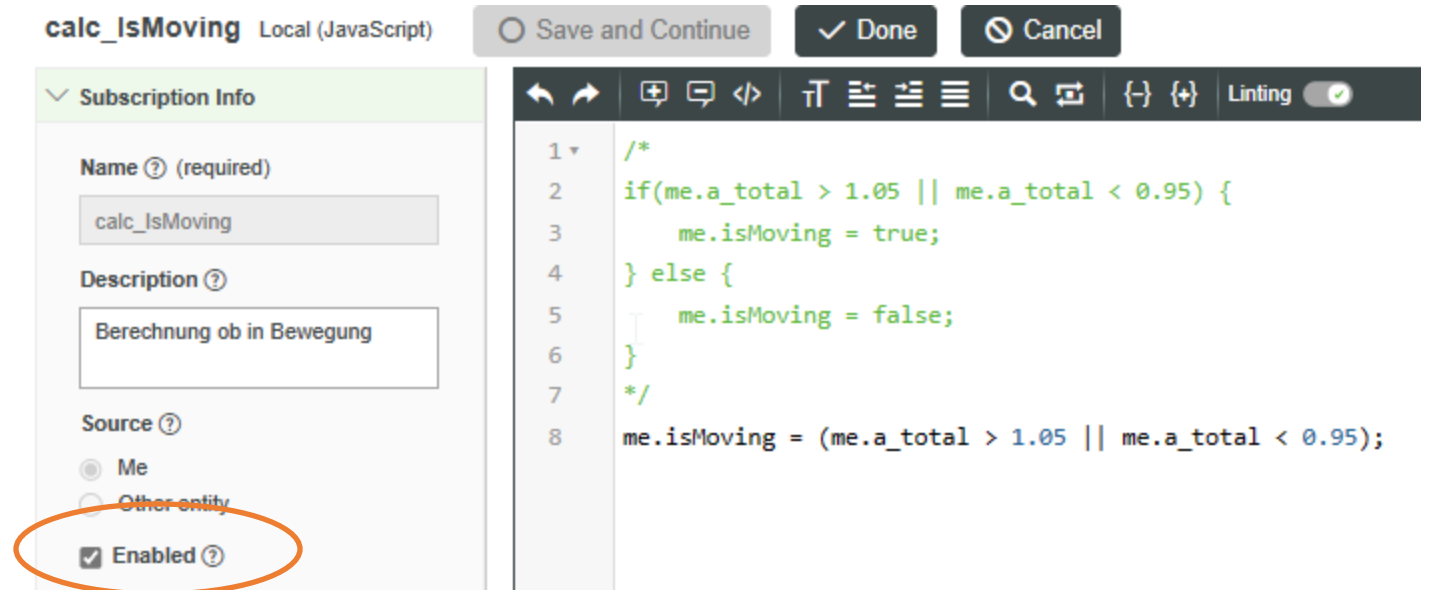 calc_IsMoving Local (JavaScript) Save and Continue Done Cancel
Subscription Info
Name (required)
calc_IsMoving
Description
Berechnung ob in Bewegung
Source
Me
Other entity
Enabled
Linting
1 /*
2 if(me.a_total > 1.05 || me.a_total < 0.95) {
3 me.isMoving = true;
4 } else {
5 me.isMoving = false;
6 }
7 */
8 me.isMoving = (me.a_total > 1.05 || me.a_total < 0.95);